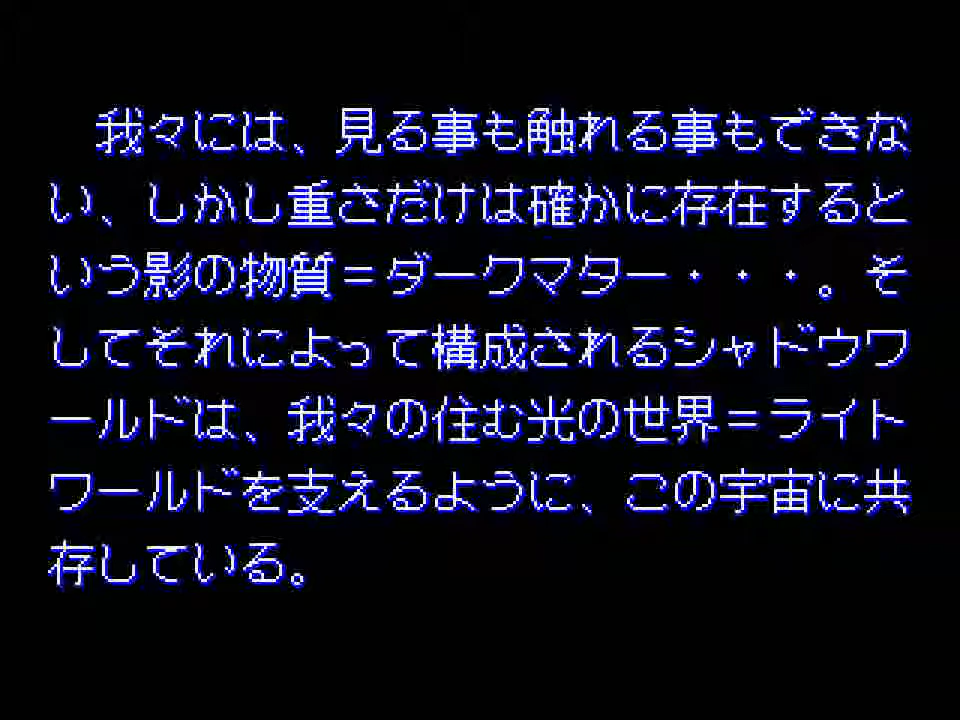 我々には、見る事も触れる事もできな
い、しかし重さだけは確かに存在すると
いう影の物質＝ダークマター・・・。そ
してそれによって構成されるシャドウワ
ールドは、我々の住む光の世界＝ライト
ワールドを支えるように、この宇宙に共
存している。